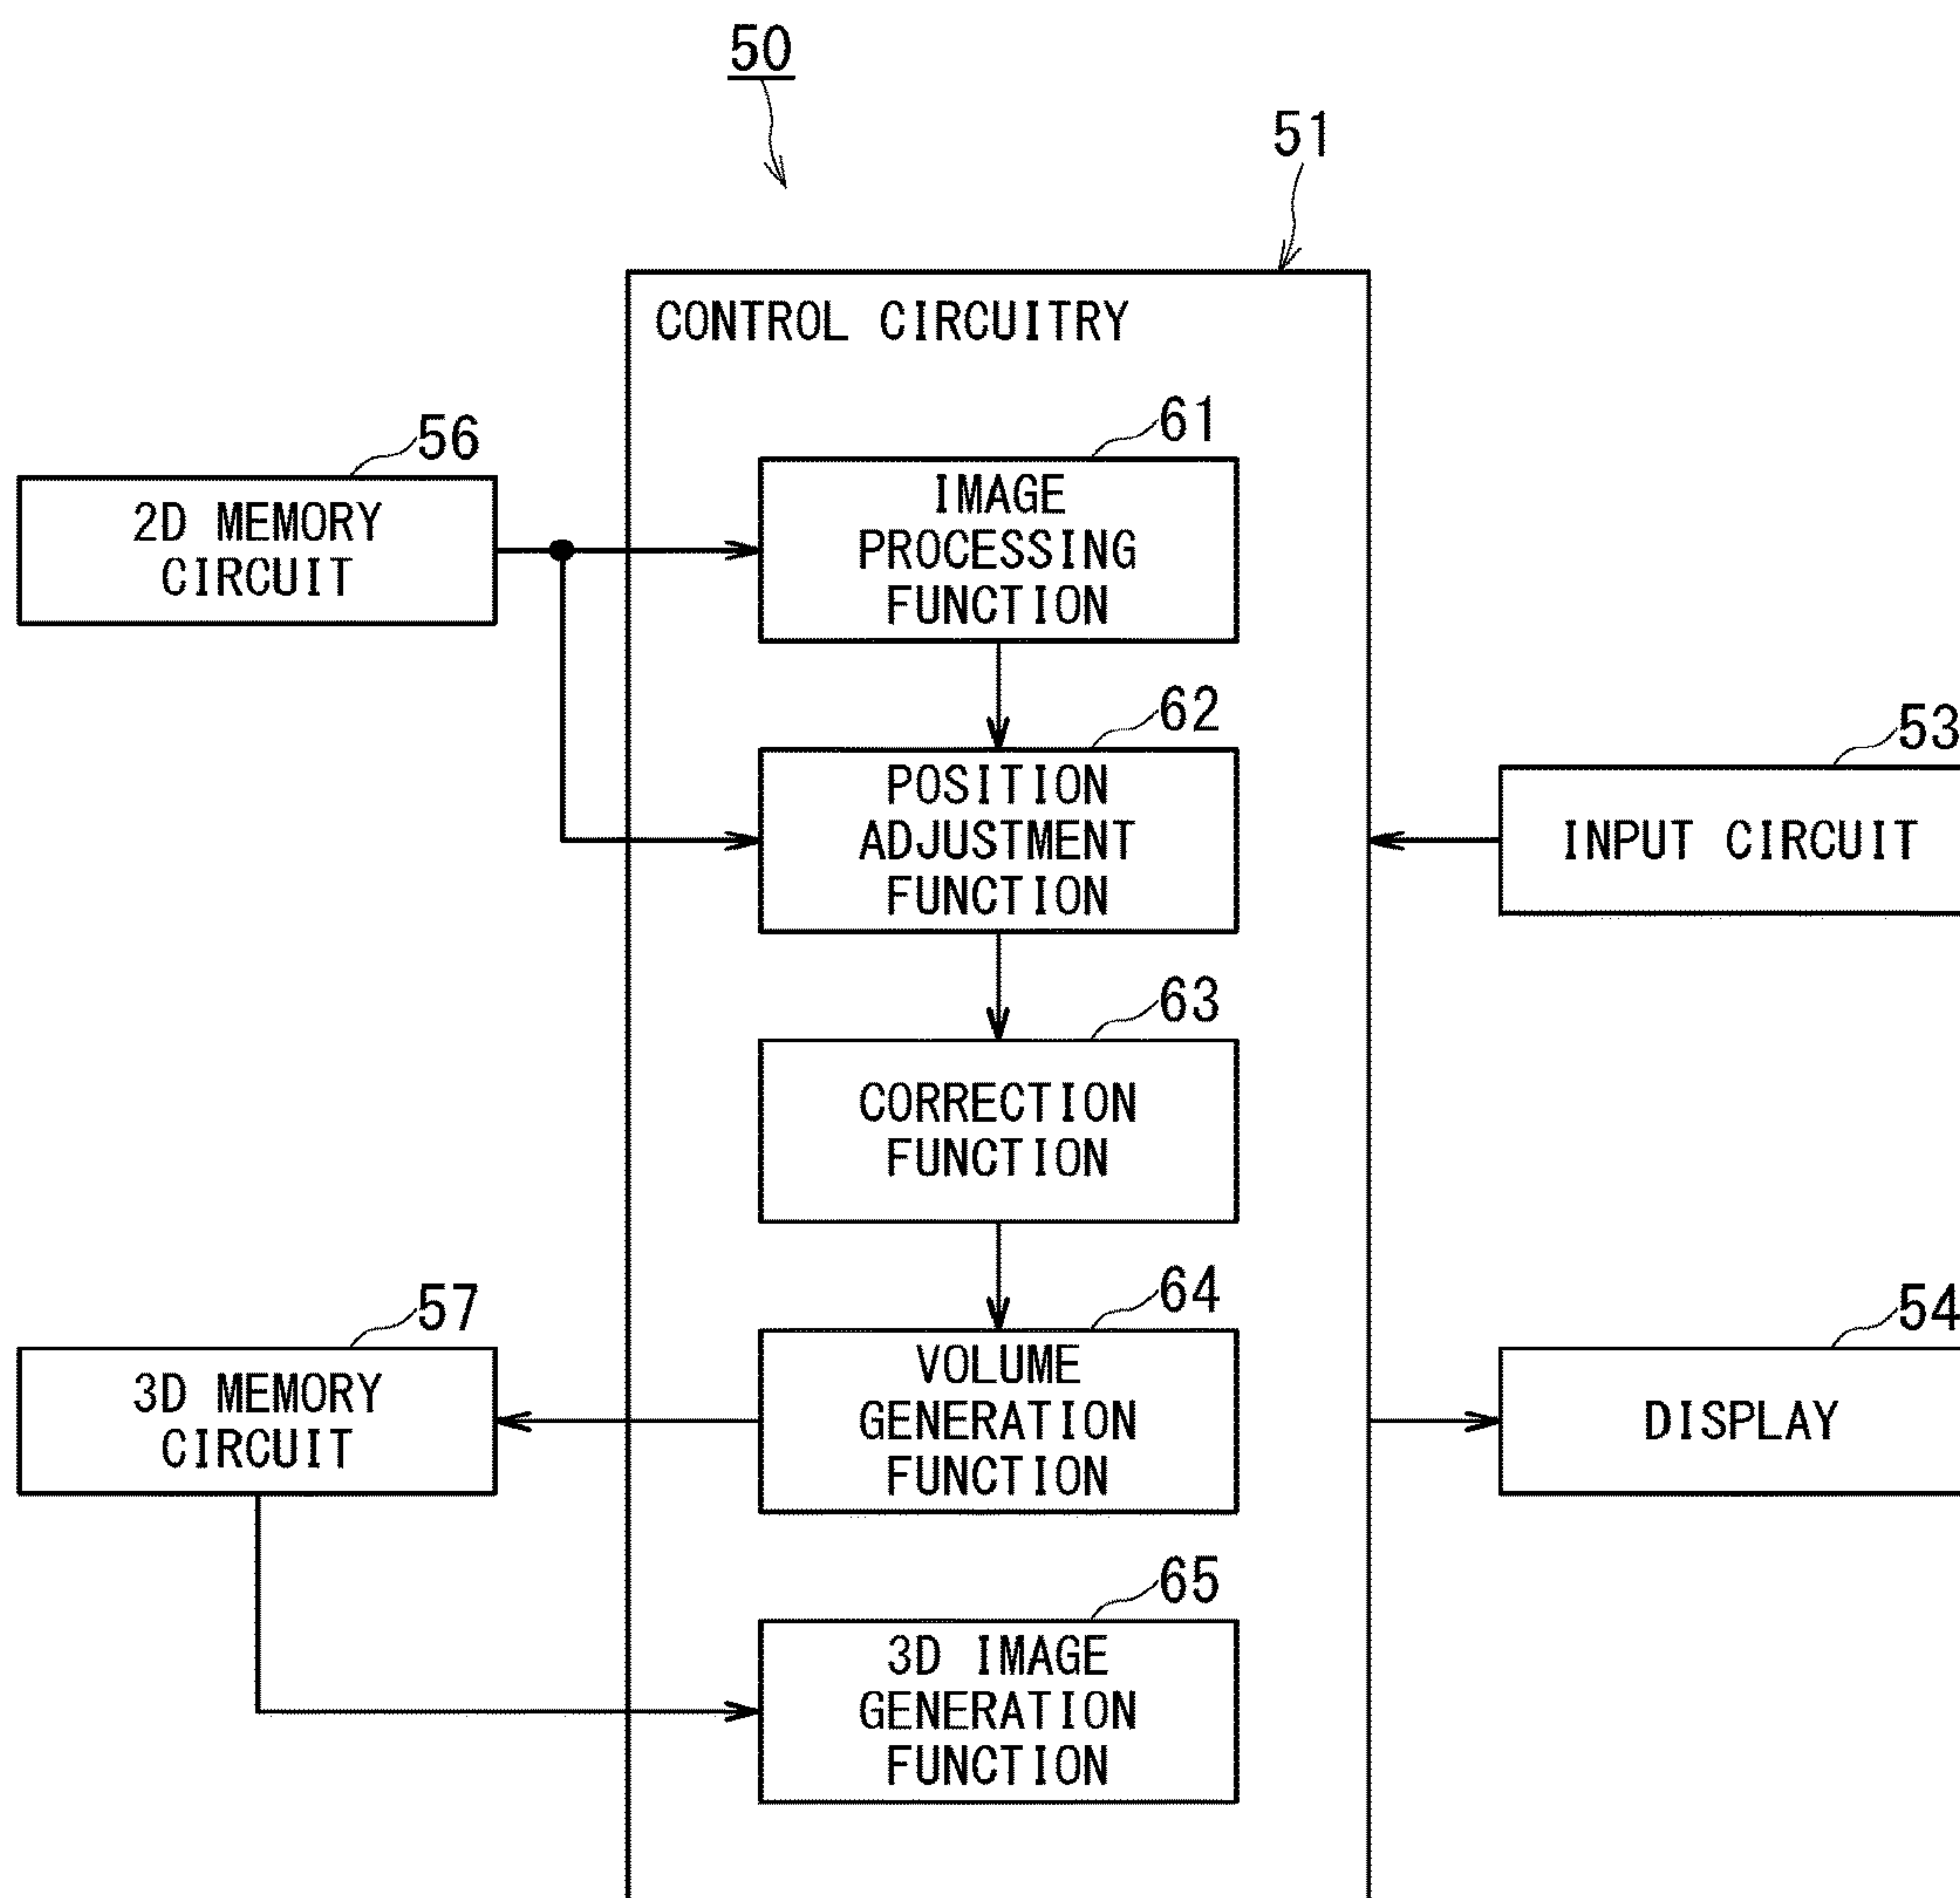 50
51
CONTROL CIRCUITRY
56
2D MEMORY
CIRCUIT
61
IMAGE
PROCESSING
FUNCTION
62
POSITION
ADJUSTMENT
FUNCTION
53
INPUT CIRCUIT
63
CORRECTION
FUNCTION
57
3D MEMORY
CIRCUIT
64
VOLUME
GENERATION
FUNCTION
54
DISPLAY
65
3D IMAGE
GENERATION
FUNCTION